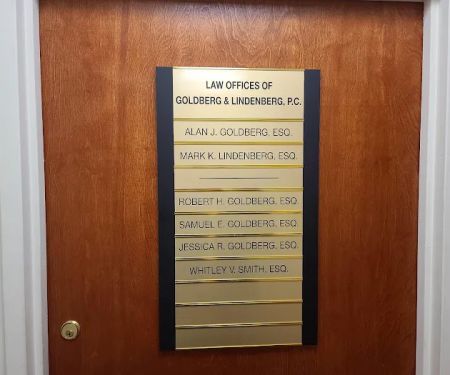 LAW OFFICES OF
GOLDBERG & LINDENBERG, P.C.
ALAN J. GOLDBERG, ESQ.
MARK K. LINDENBERG, ESQ.
ROBERT H. GOLDBERG, ESQ.
SAMUEL E. GOLDBERG, ESQ.
JESSICA R. GOLDBERG, ESQ.
WHITLEY V. SMITH, ESQ.